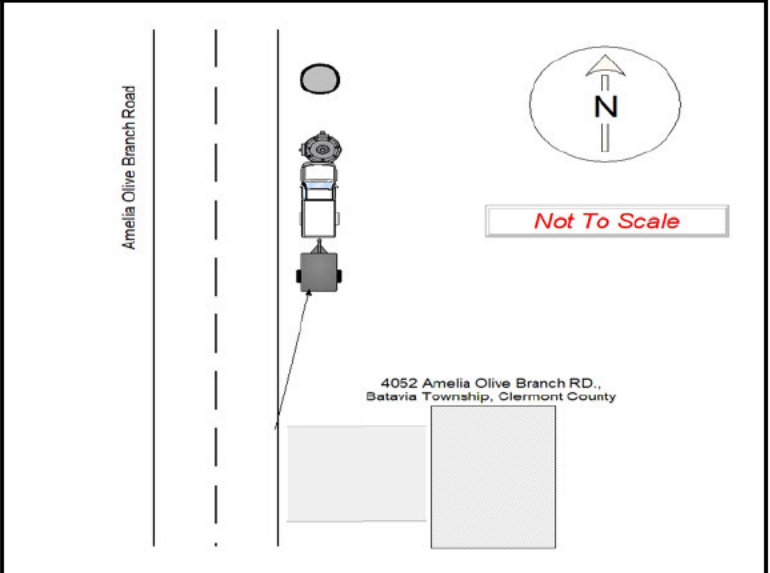 Amelia Olive Branch Road
N
Not To Scale
4052 Amelia Olive Branch RD.,
Batavia Township, Clermont County